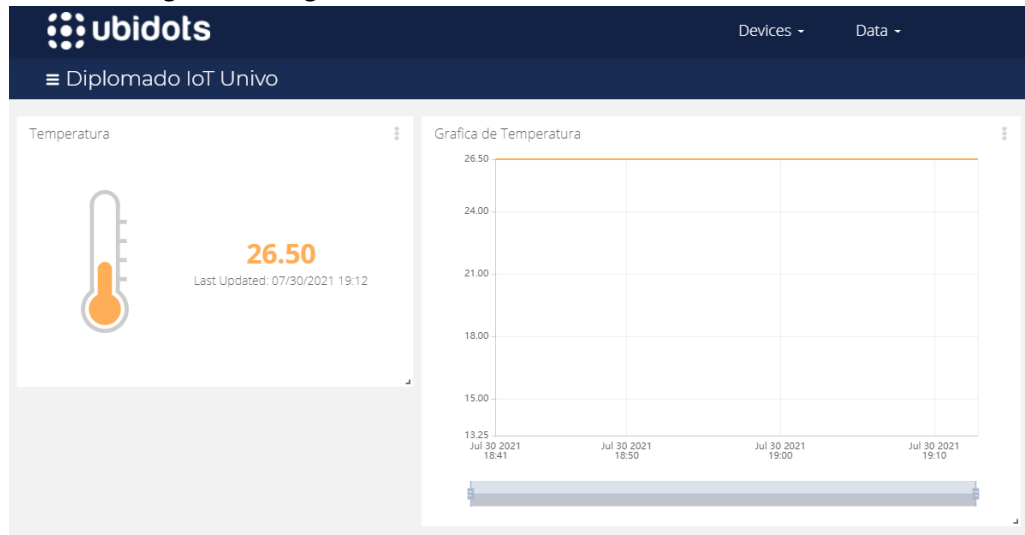 ubidots
Devices
Data
Diplomado IoT Univo
Temperatura
26.50
Last Updated: 07/30/2021 19:12
Grafica de Temperatura
26.50
24.00
21.00
18.00
15.00
13.25
Jul 30 2021
18:41
Jul 30 2021
18:50
Jul 30 2021
19:00
Jul 30 2021
19:10